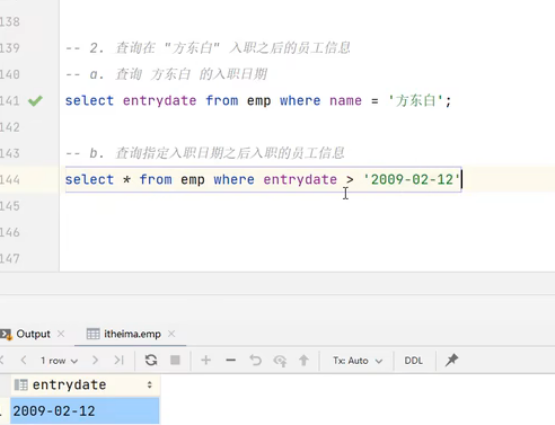 138
139 -- 2. 查询在 "方东白" 入职之后的员工信息
140 -- a. 查询 方东白 的入职日期
141 select entrydate from emp where name = '方东白';
142
143 -- b. 查询指定入职日期之后入职的员工信息
144 select * from emp where entrydate > '2009-02-12'
145
146
147
Output itheima.emp
1 row Tx: Auto DDL
entrydate
2009-02-12